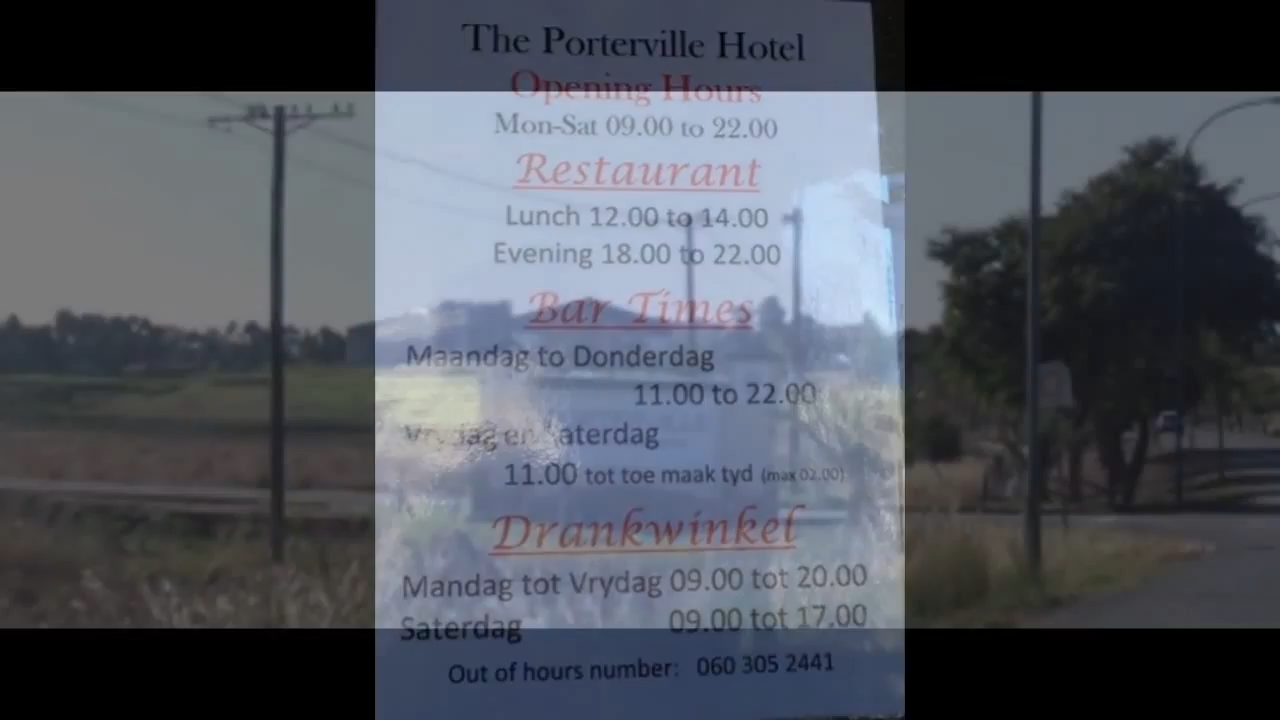 The Porterville Hotel
Opening Hours
Mon-Sat 09.00 to 22.00
Restaurant
Lunch 12.00 to 14.00
Evening 18.00 to 22.00
Bar Times
Maandag to Donderdag
11.00 to 22.00
Vrydag en Saterdag
11.00 tot toe maak tyd (max 02.00)
Drankwinkel
Mandag tot Vrydag 09.00 tot 20.00
Saterdag 09.00 tot 17.00
Out of hours number: 060 305 2441